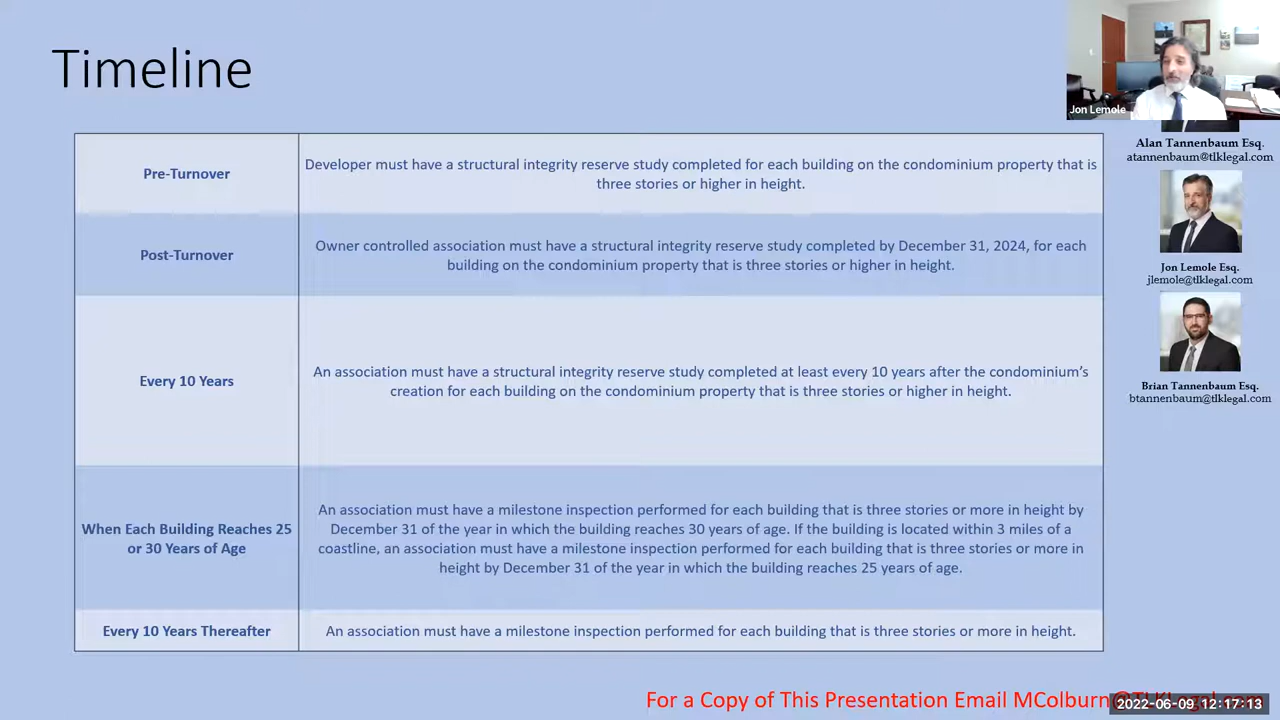 Timeline
Jon Lemole
Pre-Turnover
Developer must have a structural integrity reserve study completed for each building on the condominium property that is
three stories or higher in height.
Post-Turnover
Owner controlled association must have a structural integrity reserve study completed by December 31, 2024, for each
building on the condominium property that is three stories or higher in height.
Every 10 Years
An association must have a structural integrity reserve study completed at least every 10 years after the condominium's
creation for each building on the condominium property that is three stories or higher in height.
When Each Building Reaches 25
or 30 Years of Age
An association must have a milestone inspection performed for each building that is three stories or more in height by
December 31 of the year in which the building reaches 30 years of age. If the building is located within 3 miles of a
coastline, an association must have a milestone inspection performed for each building that is three stories or more in
height by December 31 of the year in which the building reaches 25 years of age.
Every 10 Years Thereafter
An association must have a milestone inspection performed for each building that is three stories or more in height.
Alan Tannenbaum Esq.
atannenbaum@tlklegal.com
Jon Lemole Esq.
jlemole@tlklegal.com
Brian Tannenbaum Esq.
btannenbaum@tlklegal.com
For a Copy of This Presentation Email MColburn@TLKLegal.com
2022-06-09 12:17:13